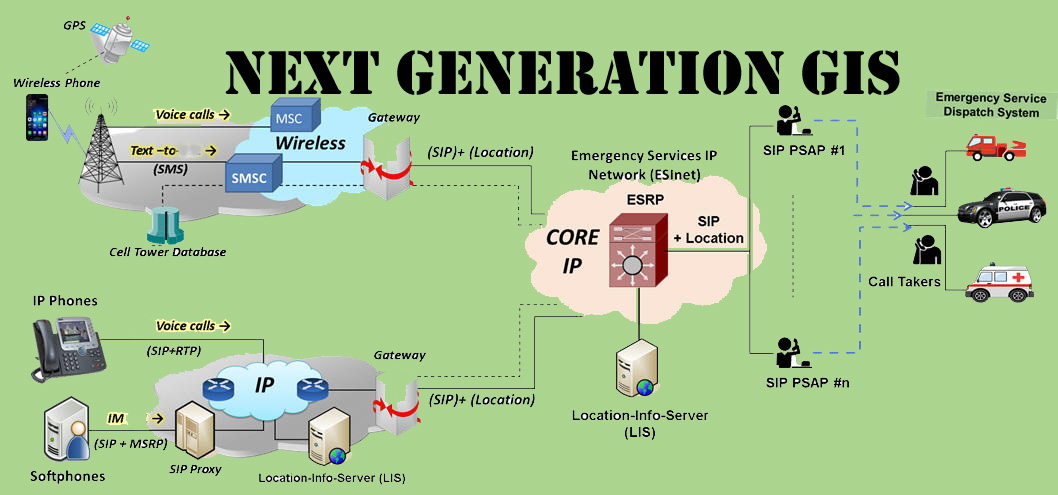 GPS
NEXT GENERATION GIS
Wireless Phone
Voice calls →
MSC
Gateway
Wireless
Text –to-
(SMS)
SMSC
(SIP)+ (Location)
Cell Tower Database
Emergency Services IP
Network (ESInet)
ESRP
CORE
IP
SIP
+ Location
SIP PSAP #1
Emergency Service
Dispatch System
POLICE
Call Takers
SIP PSAP #n
Location-Info-Server
(LIS)
IP Phones
Voice calls →
(SIP+RTP)
IP
Gateway
(SIP)+ (Location)
IM →
(SIP + MSRP)
Softphones
SIP Proxy
Location-Info-Server (LIS)